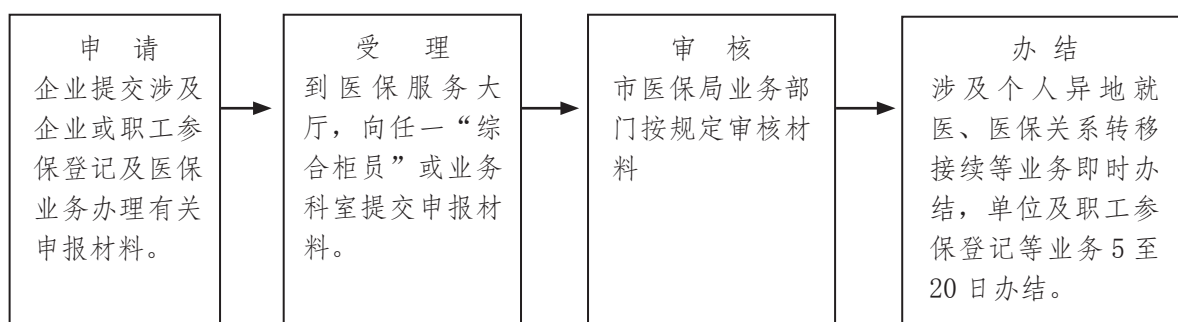 申 请
企业提交涉及
企业或职工参
保登记及医保
业务办理有关
申报材料。
受 理
到医保服务大
厅，向任一“综
合柜员”或业务
科室提交申报材
料。
审 核
市医保局业务部
门按规定审核材
料
办 结
涉及个人异地就
医、医保关系转移
接续等业务即时办
结，单位及职工参
保登记等业务 5 至
20 日办结。